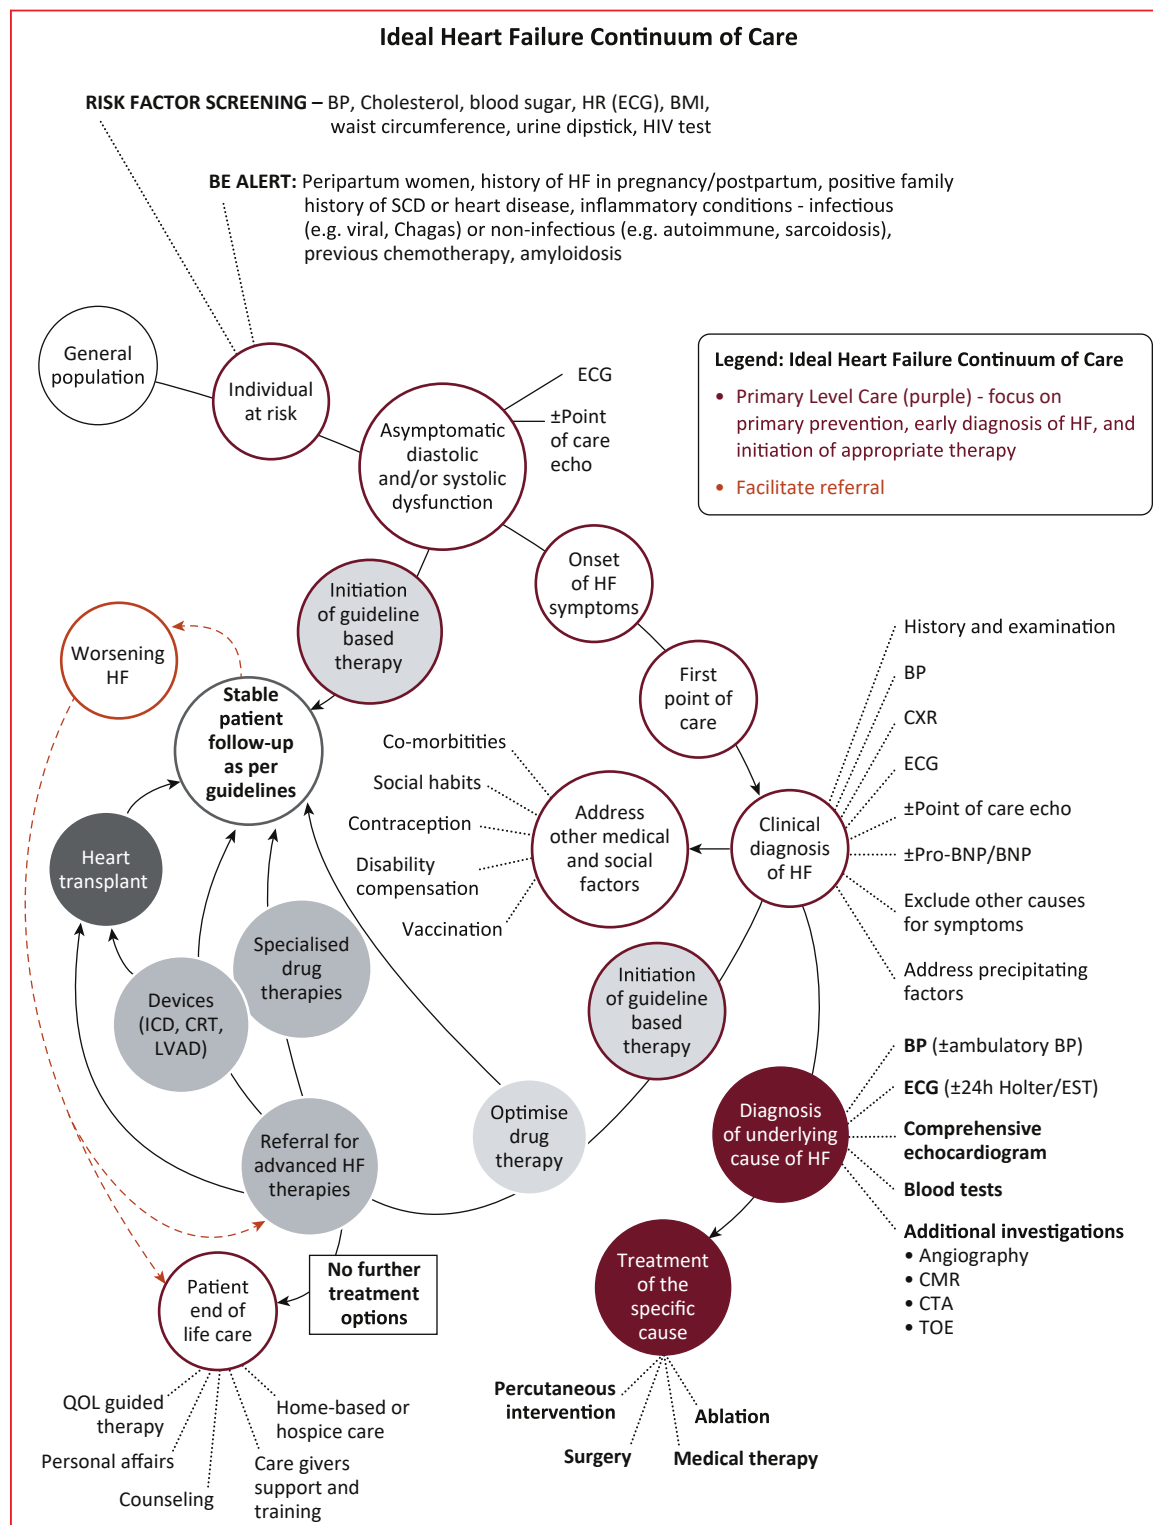 Ideal Heart Failure Continuum of Care
RISK FACTOR SCREENING – BP, Cholesterol, blood sugar, HR (ECG), BMI,
waist circumference, urine dipstick, HIV test
BE ALERT: Peripartum women, history of HF in pregnancy/postpartum, positive family
history of SCD or heart disease, inflammatory conditions - infectious
(e.g. viral, Chagas) or non-infectious (e.g. autoimmune, sarcoidosis),
previous chemotherapy, amyloidosis
General
population
Individual
at risk
Asymptomatic
diastolic
and/or systolic
dysfunction
ECG
±Point
of care
echo
Legend: Ideal Heart Failure Continuum of Care
• Primary Level Care (purple) - focus on
primary prevention, early diagnosis of HF, and
initiation of appropriate therapy
• Facilitate referral
Onset
of HF
symptoms
Initiation
of guideline
based
therapy
Worsening
HF
Stable
patient
follow-up
as per
guidelines
First
point of
care
History and examination
BP
CXR
ECG
±Point of care echo
±Pro-BNP/BNP
Exclude other causes
for symptoms
Address precipitating
factors
Clinical
diagnosis
of HF
Address
other medical
and social
factors
Co-morbitities
Social habits
Contraception
Disability
compensation
Vaccination
Heart
transplant
Specialised
drug
therapies
Devices
(ICD, CRT,
LVAD)
Initiation
of guideline
based
therapy
Optimise
drug
therapy
Referral for
advanced HF
therapies
Diagnosis
of underlying
cause of HF
BP (±ambulatory BP)
ECG (±24h Holter/EST)
Comprehensive
echocardiogram
Blood tests
Additional investigations
• Angiography
• CMR
• CTA
• TOE
Treatment
of the
specific
cause
No further
treatment
options
Patient
end of
life care
Percutaneous
intervention
Surgery
Ablation
Medical therapy
QOL guided
therapy
Personal affairs
Counseling
Home-based or
hospice care
Care givers
support and
training